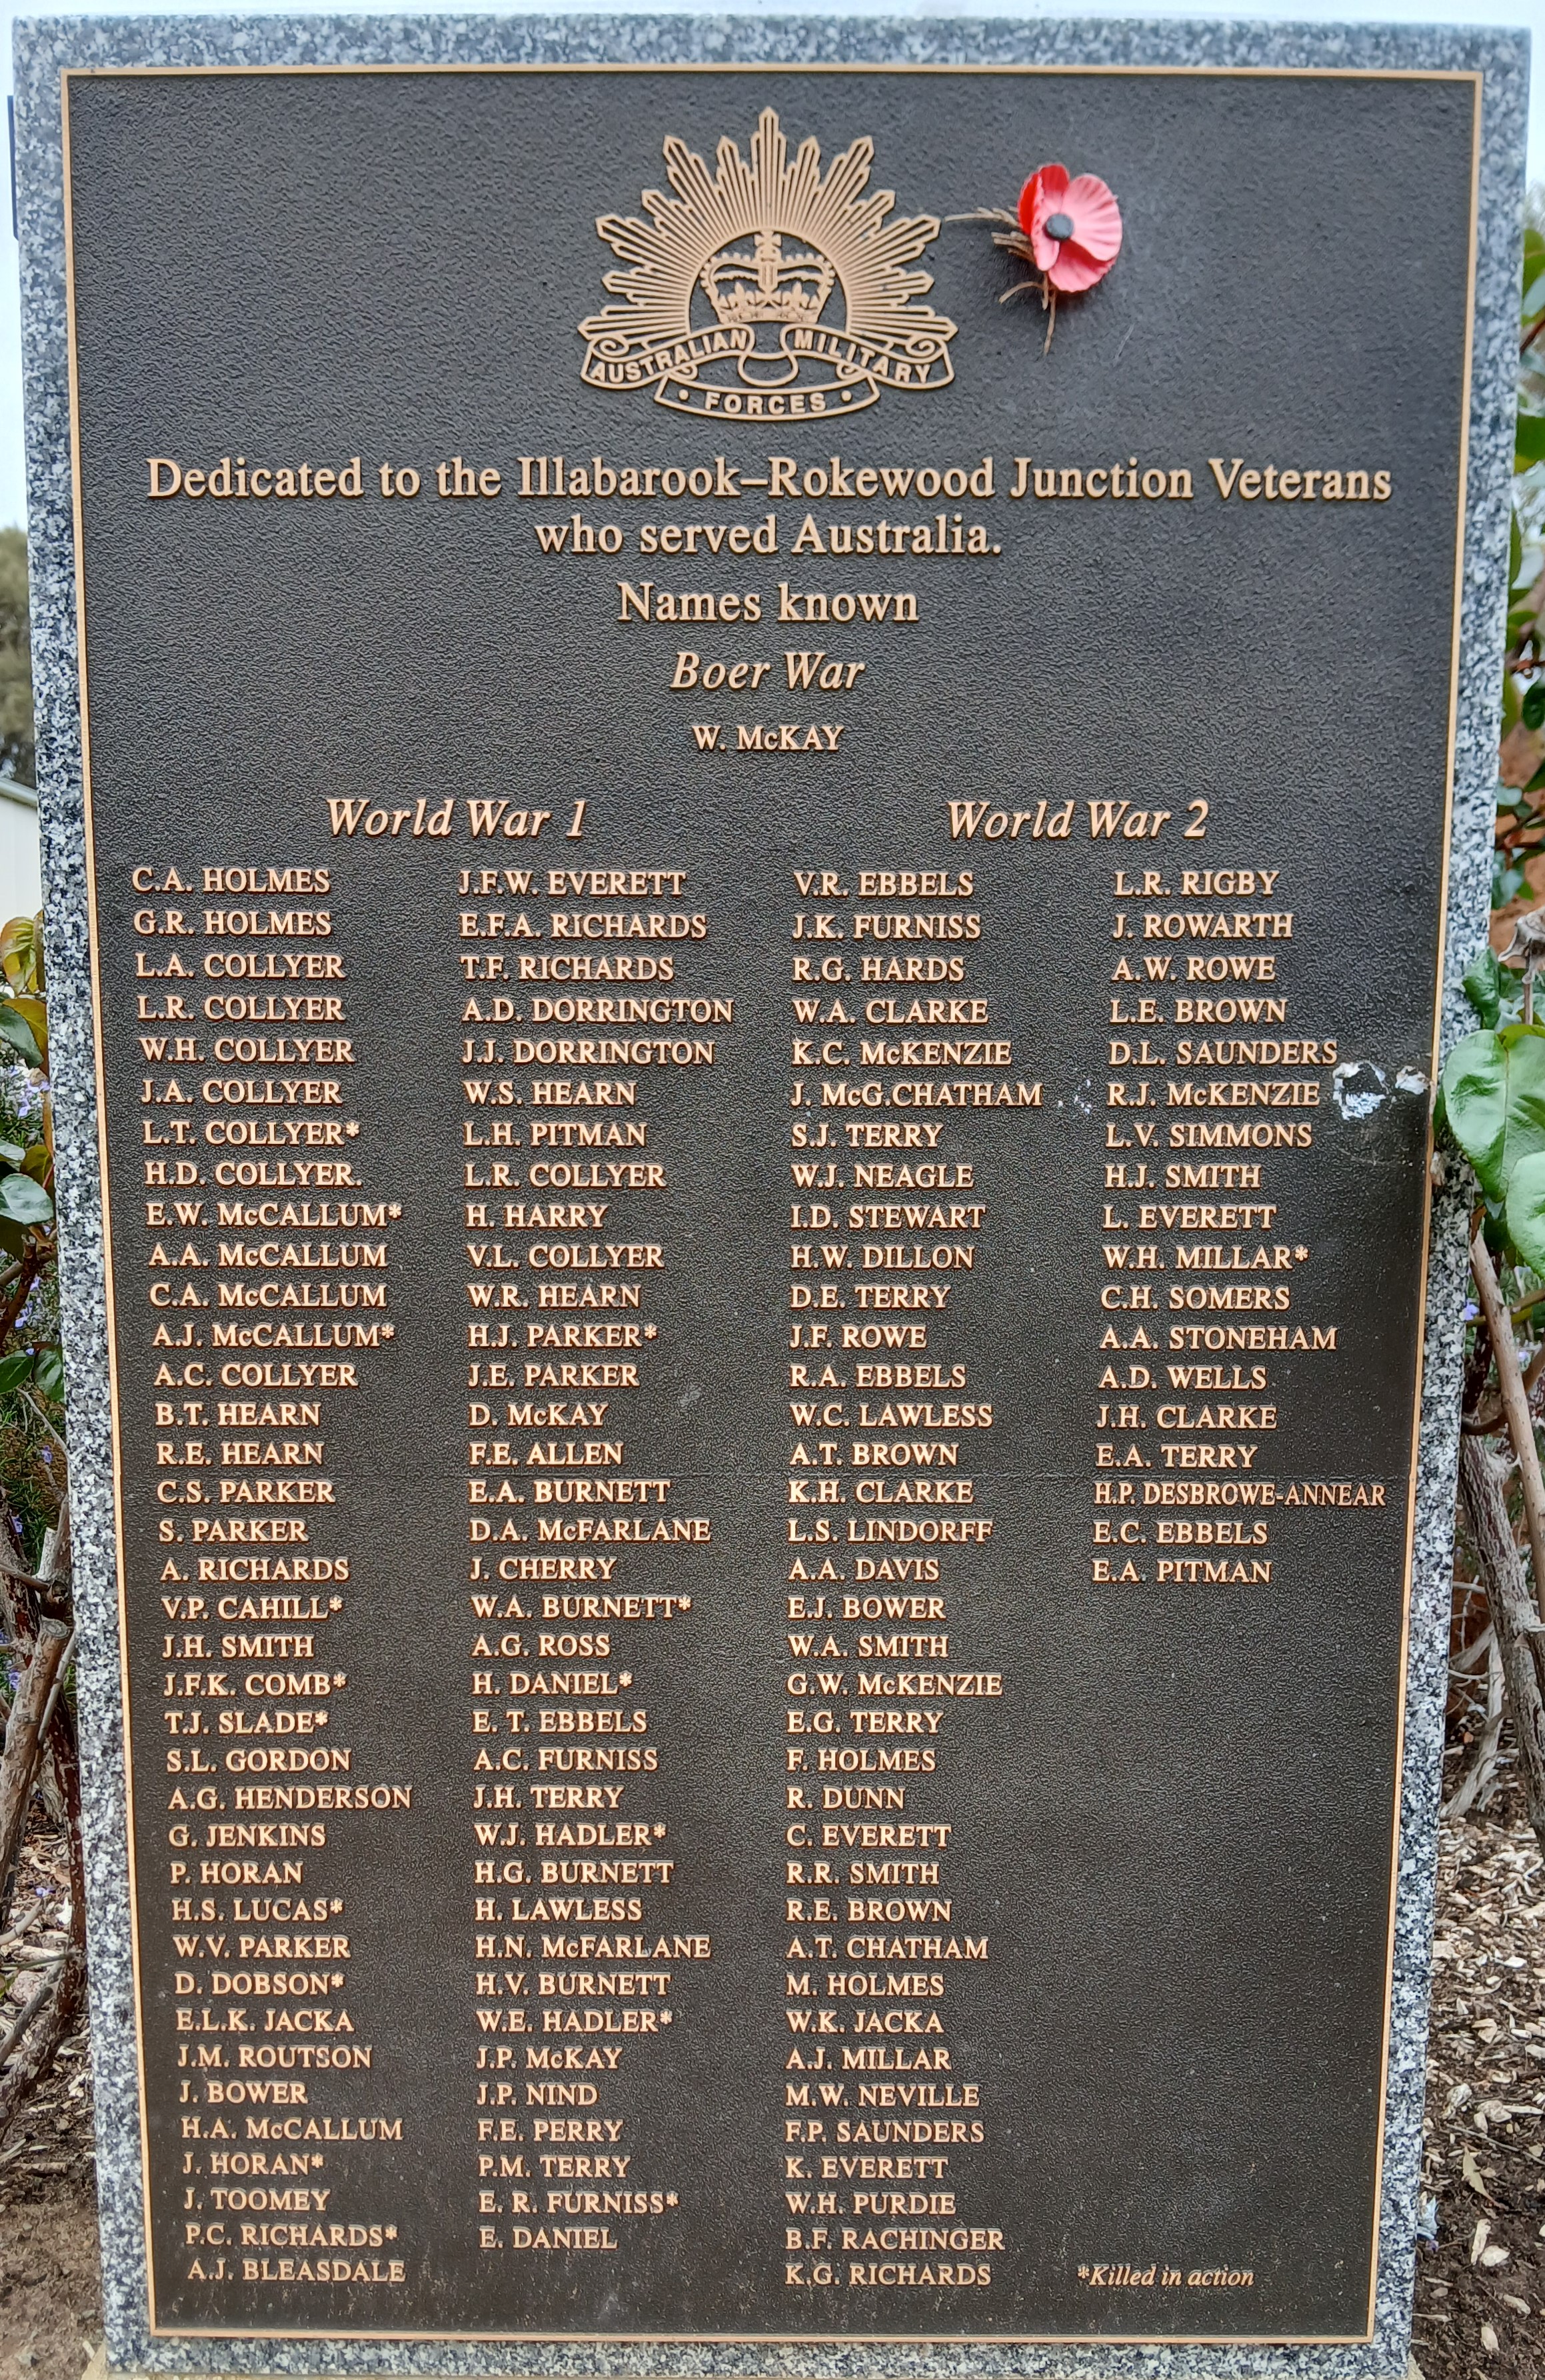 AUSTRALIAN MILITARY
• FORCES •
Dedicated to the Illabarook–Rokewood Junction Veterans
who served Australia.
Names known
Boer War
W. McKAY
World War 1
C.A. HOLMES
G.R. HOLMES
L.A. COLLYER
L.R. COLLYER
W.H. COLLYER
J.A. COLLYER
L.T. COLLYER*
H.D. COLLYER.
E.W. McCALLUM*
A.A. McCALLUM
C.A. McCALLUM
A.J. McCALLUM*
A.C. COLLYER
B.T. HEARN
R.E. HEARN
C.S. PARKER
S. PARKER
A. RICHARDS
V.P. CAHILL*
J.H. SMITH
J.F.K. COMB*
T.J. SLADE*
S.L. GORDON
A.G. HENDERSON
G. JENKINS
P. HORAN
H.S. LUCAS*
W.V. PARKER
D. DOBSON*
E.L.K. JACKA
J.M. ROUTSON
J. BOWER
H.A. McCALLUM
J. HORAN*
J. TOOMEY
P.C. RICHARDS*
A.J. BLEASDALE
J.F.W. EVERETT
E.F.A. RICHARDS
T.F. RICHARDS
A.D. DORRINGTON
J.J. DORRINGTON
W.S. HEARN
L.H. PITMAN
L.R. COLLYER
H. HARRY
V.L. COLLYER
W.R. HEARN
H.J. PARKER*
J.E. PARKER
D. McKAY
F.E. ALLEN
E.A. BURNETT
D.A. McFARLANE
J. CHERRY
W.A. BURNETT*
A.G. ROSS
H. DANIEL*
E. T. EBBELS
A.C. FURNISS
J.H. TERRY
W.J. HADLER*
H.G. BURNETT
H. LAWLESS
H.N. McFARLANE
H.V. BURNETT
W.E. HADLER*
J.P. McKAY
J.P. NIND
F.E. PERRY
P.M. TERRY
E. R. FURNISS*
E. DANIEL
World War 2
V.R. EBBELS
J.K. FURNISS
R.G. HARDS
W.A. CLARKE
K.C. McKENZIE
J. McG.CHATHAM
S.J. TERRY
W.J. NEAGLE
I.D. STEWART
H.W. DILLON
D.E. TERRY
J.F. ROWE
R.A. EBBELS
W.C. LAWLESS
A.T. BROWN
K.H. CLARKE
L.S. LINDORFF
A.A. DAVIS
E.J. BOWER
W.A. SMITH
G.W. McKENZIE
E.G. TERRY
F. HOLMES
R. DUNN
C. EVERETT
R.R. SMITH
R.E. BROWN
A.T. CHATHAM
M. HOLMES
W.K. JACKA
A.J. MILLAR
M.W. NEVILLE
F.P. SAUNDERS
K. EVERETT
W.H. PURDIE
B.F. RACHINGER
K.G. RICHARDS
L.R. RIGBY
J. ROWARTH
A.W. ROWE
L.E. BROWN
D.L. SAUNDERS
R.J. McKENZIE
L.V. SIMMONS
H.J. SMITH
L. EVERETT
W.H. MILLAR*
C.H. SOMERS
A.A. STONEHAM
A.D. WELLS
J.H. CLARKE
E.A. TERRY
H.P. DESBROWE-ANNEAR
E.C. EBBELS
E.A. PITMAN
*Killed in action